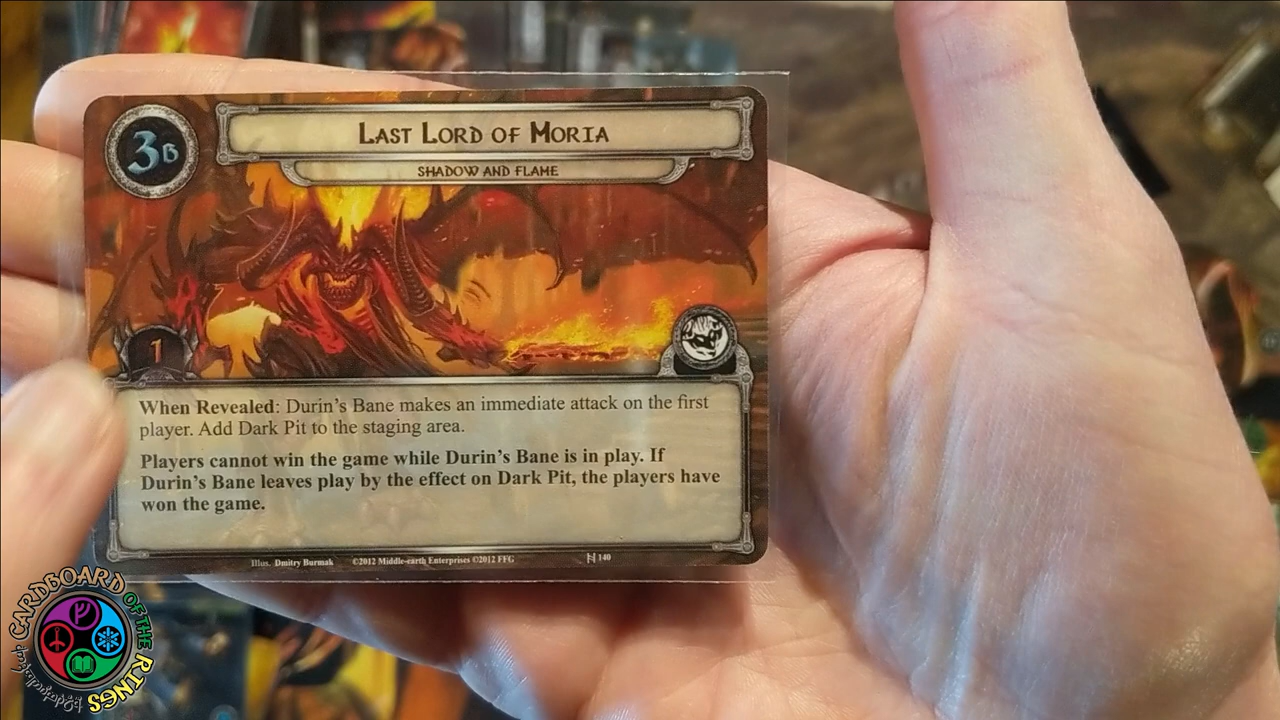 3B
LAST LORD OF MORIA
SHADOW AND FLAME
1
When Revealed: Durin's Bane makes an immediate attack on the first
player. Add Dark Pit to the staging area.
Players cannot win the game while Durin's Bane is in play. If
Durin's Bane leaves play by the effect on Dark Pit, the players have
won the game.
Illus. Dmitry Burmak ©2012 Middle-earth Enterprises ©2012 FFG 140
CARDBOARD OF THE RINGS